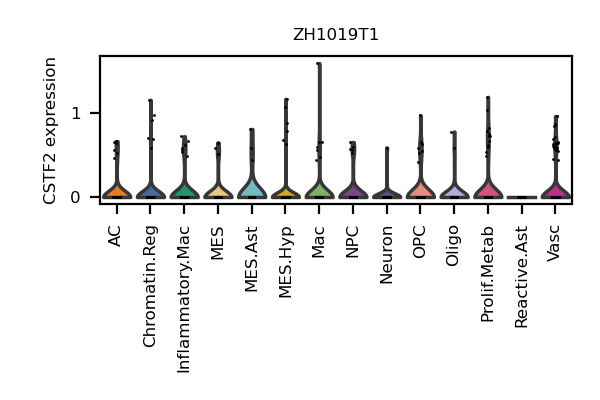 ZH1019T1
CSTF2 expression
1
0
AC
Chromatin.Reg
Inflammatory.Mac
MES
MES.Ast
MES.Hyp
Mac
NPC
Neuron
OPC
Oligo
Prolif.Metab
Reactive.Ast
Vasc